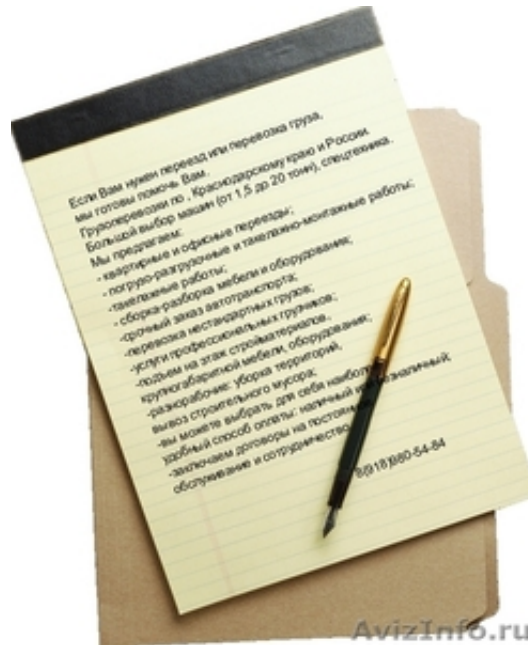 Если Вам нужен переезд или перевозка груза,
мы готовы помочь Вам.
Грузоперевозки по , Краснодарскому краю и России.
Большой выбор машин (от 1,5 до 20 тонн), спецтехника.
Мы предлагаем:
- квартирные и офисные переезды;
- погрузо-разгрузочные и такелажно-монтажные работы;
-такелажные работы;
- сборка-разборка мебели и оборудования;
-срочный заказ автотранспорта;
-перевозка нестандартных грузов;
-услуги профессиональных грузчиков;
-подъем на этаж стройматериалов,
крупногабаритной мебели, оборудования;
-разнорабочие: уборка территорий,
вывоз строительного мусора;
-вы можете выбрать для себя наибол
удобный способ оплаты: наличный и езналичный;
-заключаем договоры на постоян
обслуживание и сотрудничество
8(918)980-54-84
AvizInfo.ru